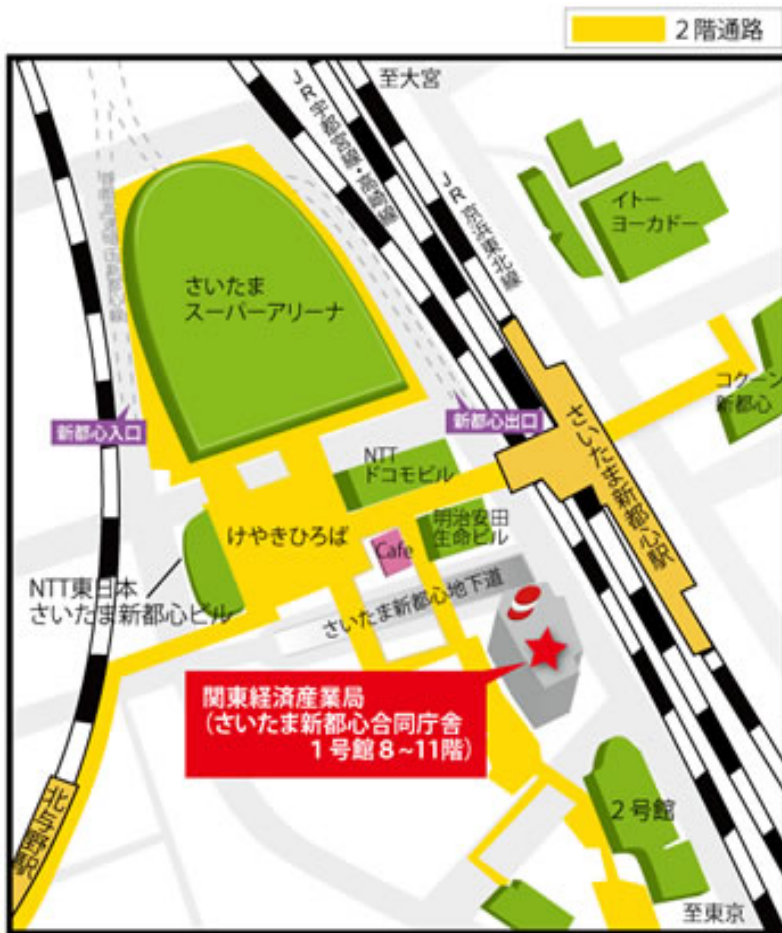 2階通路
至大宮
JR宇都宮線・高崎線
JR京浜東北線
イトー
ヨーカドー
さいたま
スーパーアリーナ
コクーン
新都心
新都心入口
新都心出口
さいたま新都心駅
NTT
ドコモビル
けやきひろば
明治安田
生命ビル
Cafe
NTT東日本
さいたま新都心ビル
さいたま新都心地下道
関東経済産業局
(さいたま新都心合同庁舎
1号館8~11階)
北与野駅
2号館
至東京